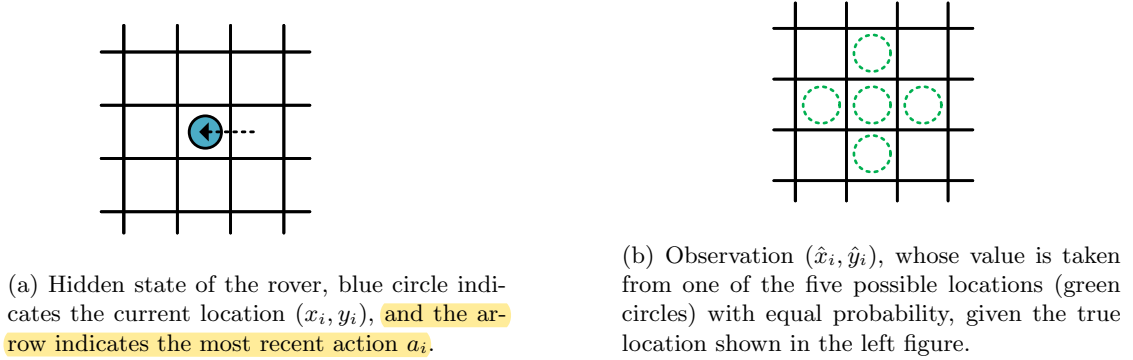 (a) Hidden state of the rover, blue circle indi-
cates the current location (x_i, y_i), and the ar-
row indicates the most recent action a_i.
(b) Observation (x̂_i, ŷ_i), whose value is taken
from one of the five possible locations (green
circles) with equal probability, given the true
location shown in the left figure.